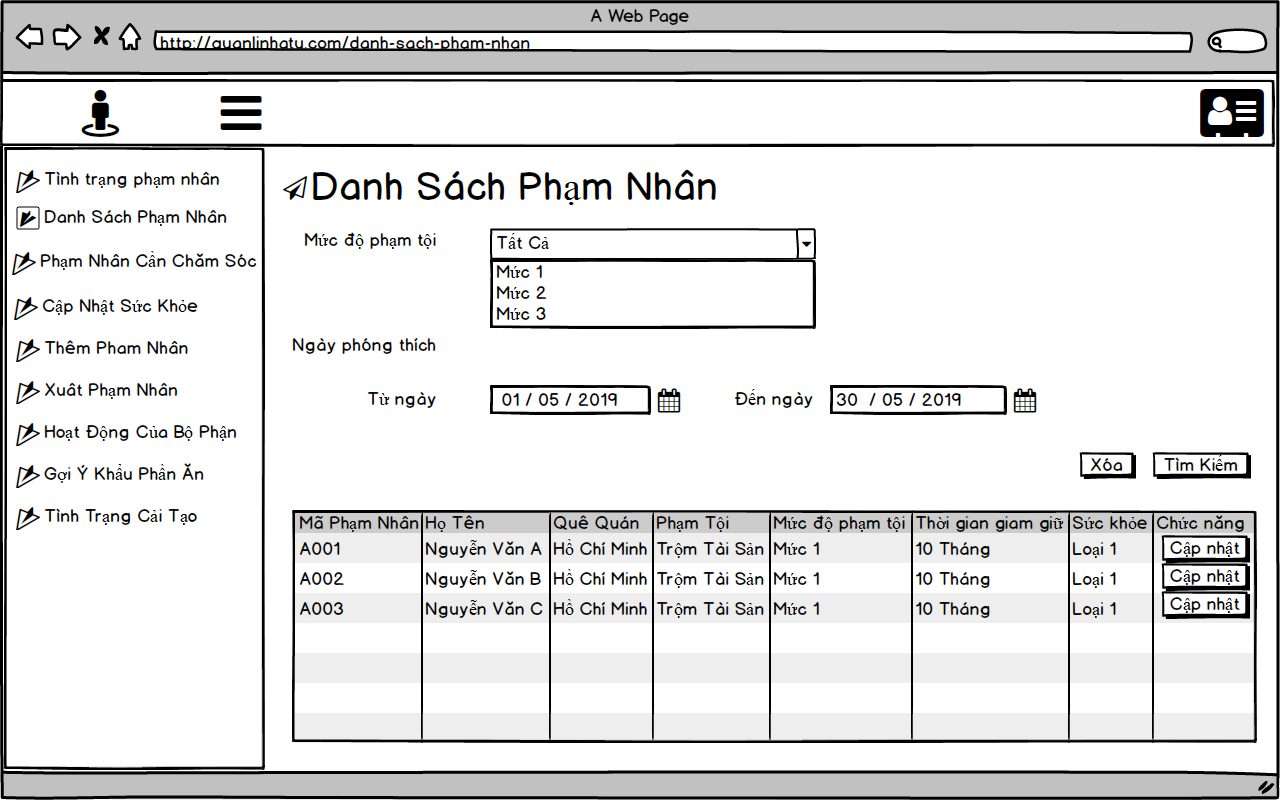 A Web Page
http://quanlinhatu.com/danh-sach-pham-nhan
Tình trạng phạm nhân
Danh Sách Phạm Nhân
Phạm Nhân Cần Chăm Sóc
Cập Nhật Sức Khỏe
Thêm Pham Nhân
Xuât Phạm Nhân
Hoạt Động Của Bộ Phận
Gợi Ý Khẩu Phần Ăn
Tình Trạng Cải Tạo
Danh Sách Phạm Nhân
Mức độ phạm tội
Tất Cả
Mức 1
Mức 2
Mức 3
Ngày phóng thích
Từ ngày 01 / 05 / 2019 Đến ngày 30 / 05 / 2019
Xóa Tìm Kiếm
Mã Phạm Nhân Họ Tên Quê Quán Phạm Tội Mức độ phạm tội Thời gian giam giữ Sức khỏe Chức năng
A001 Nguyễn Văn A Hồ Chí Minh Trộm Tài Sản Mức 1 10 Tháng Loại 1 Cập nhật
A002 Nguyễn Văn B Hồ Chí Minh Trộm Tài Sản Mức 1 10 Tháng Loại 1 Cập nhật
A003 Nguyễn Văn C Hồ Chí Minh Trộm Tài Sản Mức 1 10 Tháng Loại 1 Cập nhật